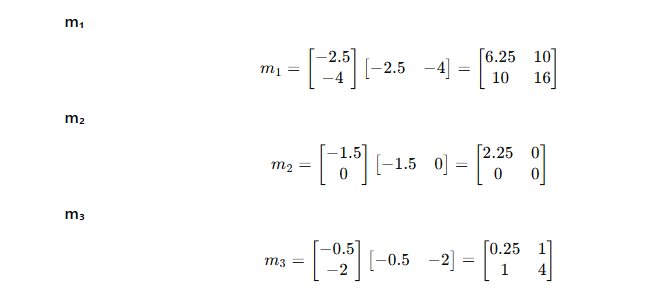 m₁
m₁ = [−2.5 −4] [−2.5 −4] = [6.25 10 10 16]
m₂
m₂ = [−1.5 0] [−1.5 0] = [2.25 0 0 0]
m₃
m₃ = [−0.5 −2] [−0.5 −2] = [0.25 1 1 4]